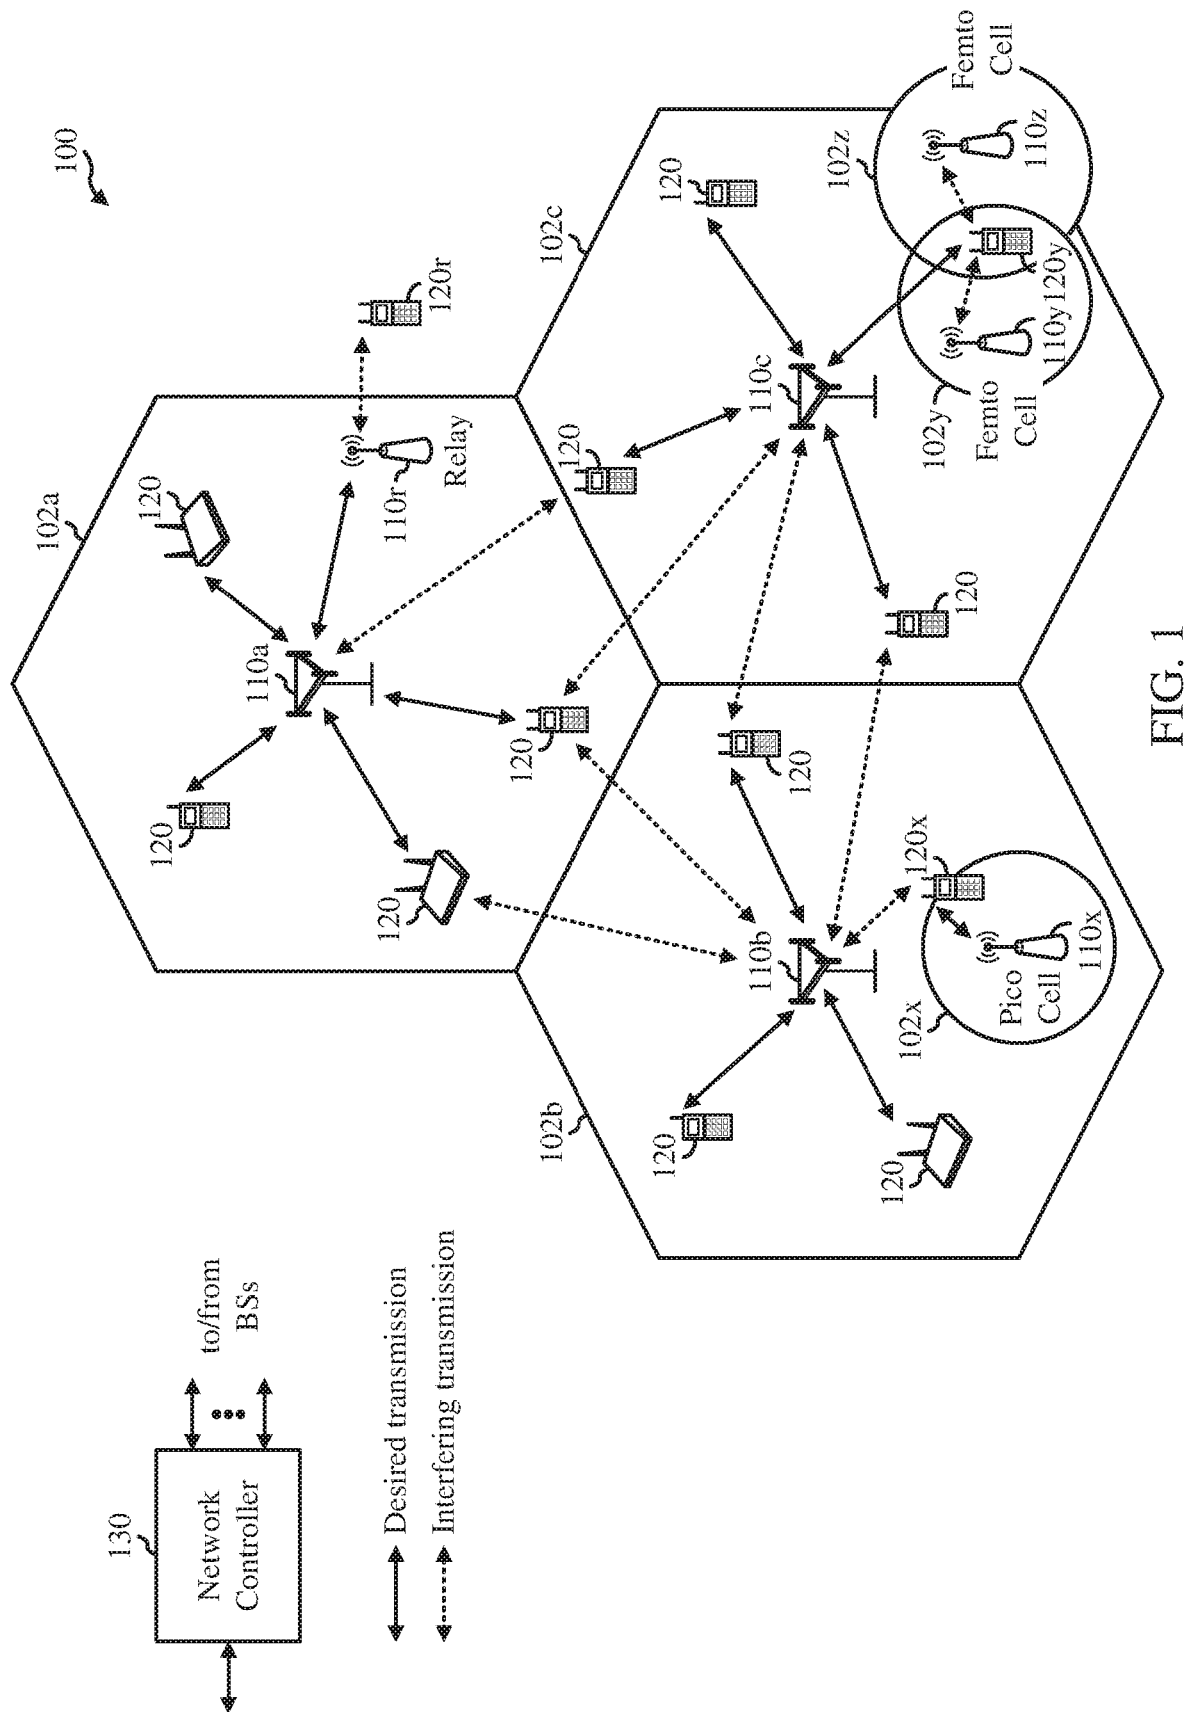 100
130
Network
Controller
to/from
BSs
Desired transmission
Interfering transmission
102a
120
120
110a
120
120
110r
Relay
120r
120
102b
120
120
110b
120
120x
102x
Pico
Cell
110x
102c
120
120
110c
120
102y
Femto
Cell
110y
120y
102z
110z
Femto
Cell
FIG. 1